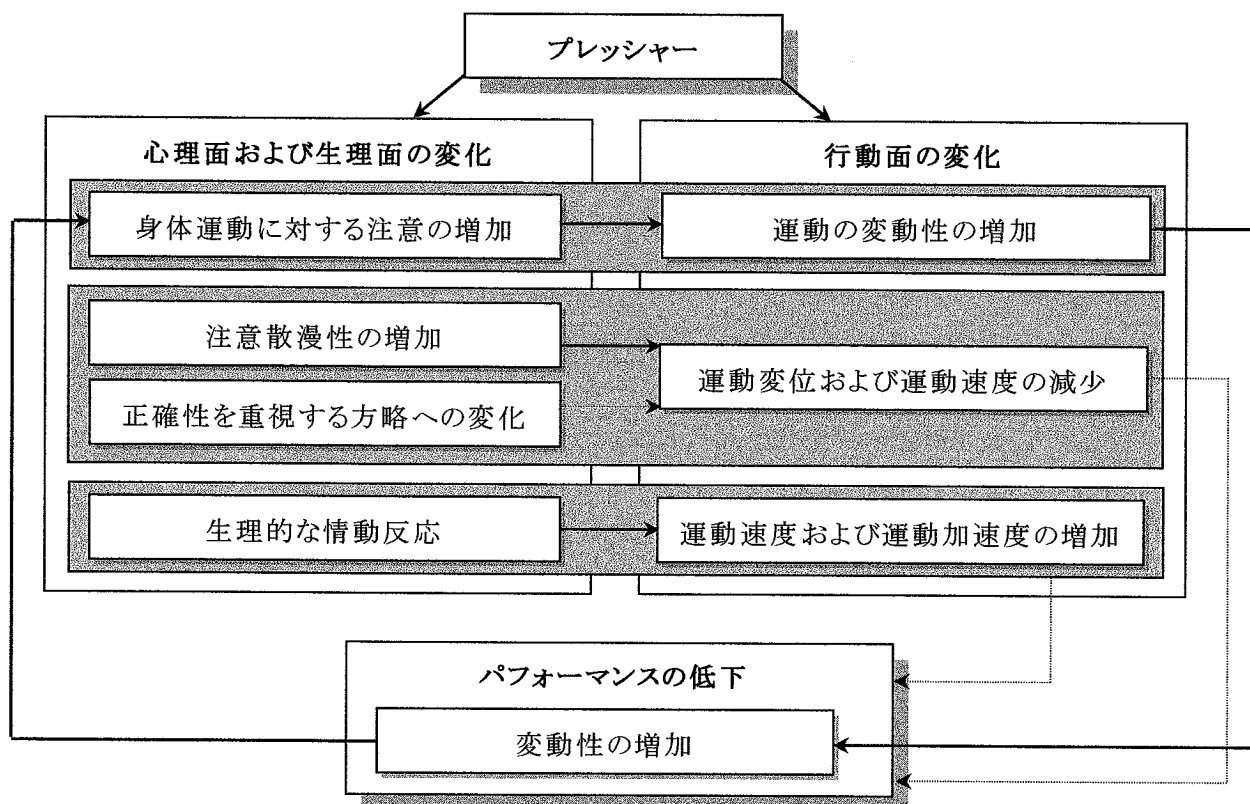 プレッシャー
心理面および生理面の変化
行動面の変化
身体運動に対する注意の増加
運動の変動性の増加
注意散漫性の増加
運動変位および運動速度の減少
正確性を重視する方略への変化
生理的な情動反応
運動速度および運動加速度の増加
パフォーマンスの低下
変動性の増加